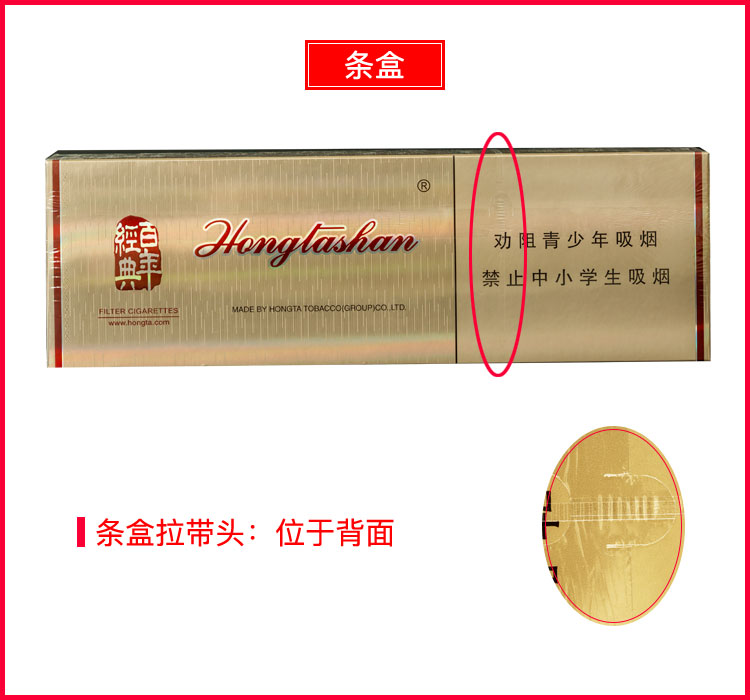 条盒
百年
經典
Hongtashan
®
FILTER CIGARETTES
www.hongta.com
MADE BY HONGTA TOBACCO(GROUP)CO.,LTD.
劝阻青少年吸烟
禁止中小学生吸烟
条盒拉带头：位于背面